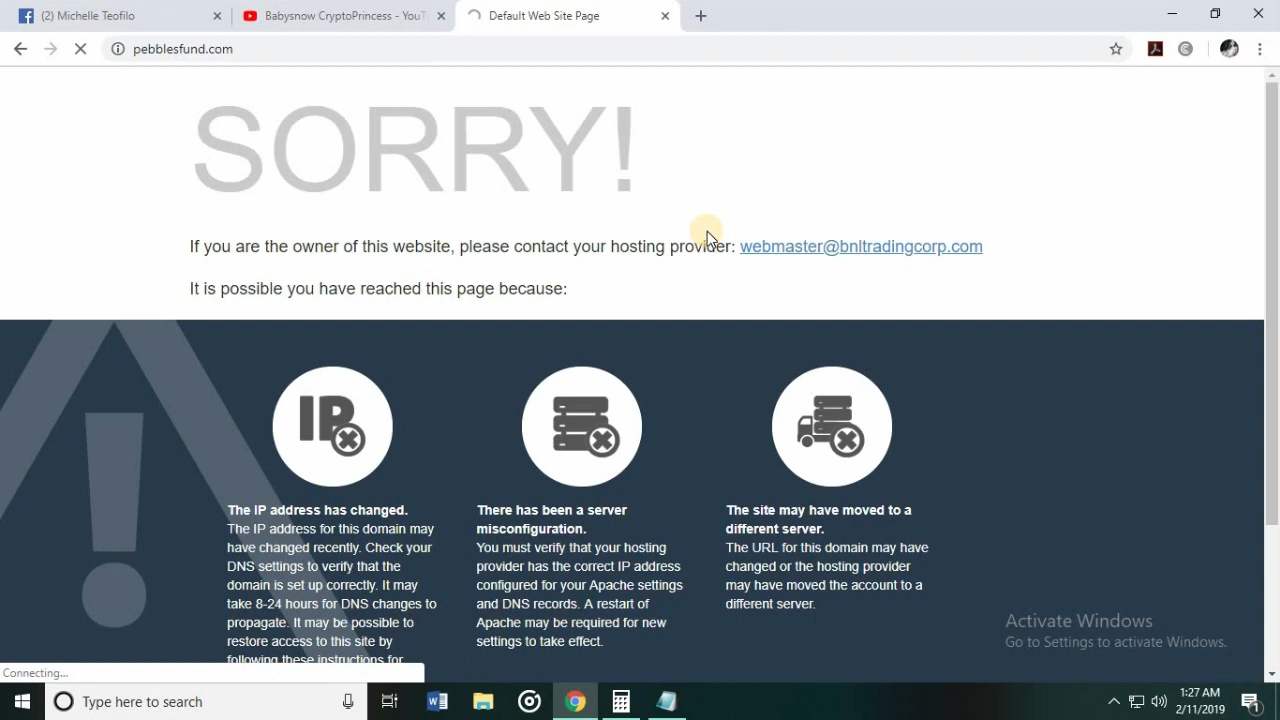 (2) Michelle Teofilo
Babysnow CryptoPrincess - YouT
Default Web Site Page
pebblesfund.com
SORRY!
If you are the owner of this website, please contact your hosting provider: webmaster@bnltradingcorp.com
It is possible you have reached this page because:
IP
The IP address has changed.
The IP address for this domain may
have changed recently. Check your
DNS settings to verify that the
domain is set up correctly. It may
take 8-24 hours for DNS changes to
propagate. It may be possible to
restore access to this site by
following these instructions for
There has been a server
misconfiguration.
You must verify that your hosting
provider has the correct IP address
configured for your Apache settings
and DNS records. A restart of
Apache may be required for new
settings to take effect.
The site may have moved to a
different server.
The URL for this domain may have
changed or the hosting provider
may have moved the account to a
different server.
Activate Windows
Go to Settings to activate Windows.
Connecting...
Type here to search
1:27 AM
2/11/2019